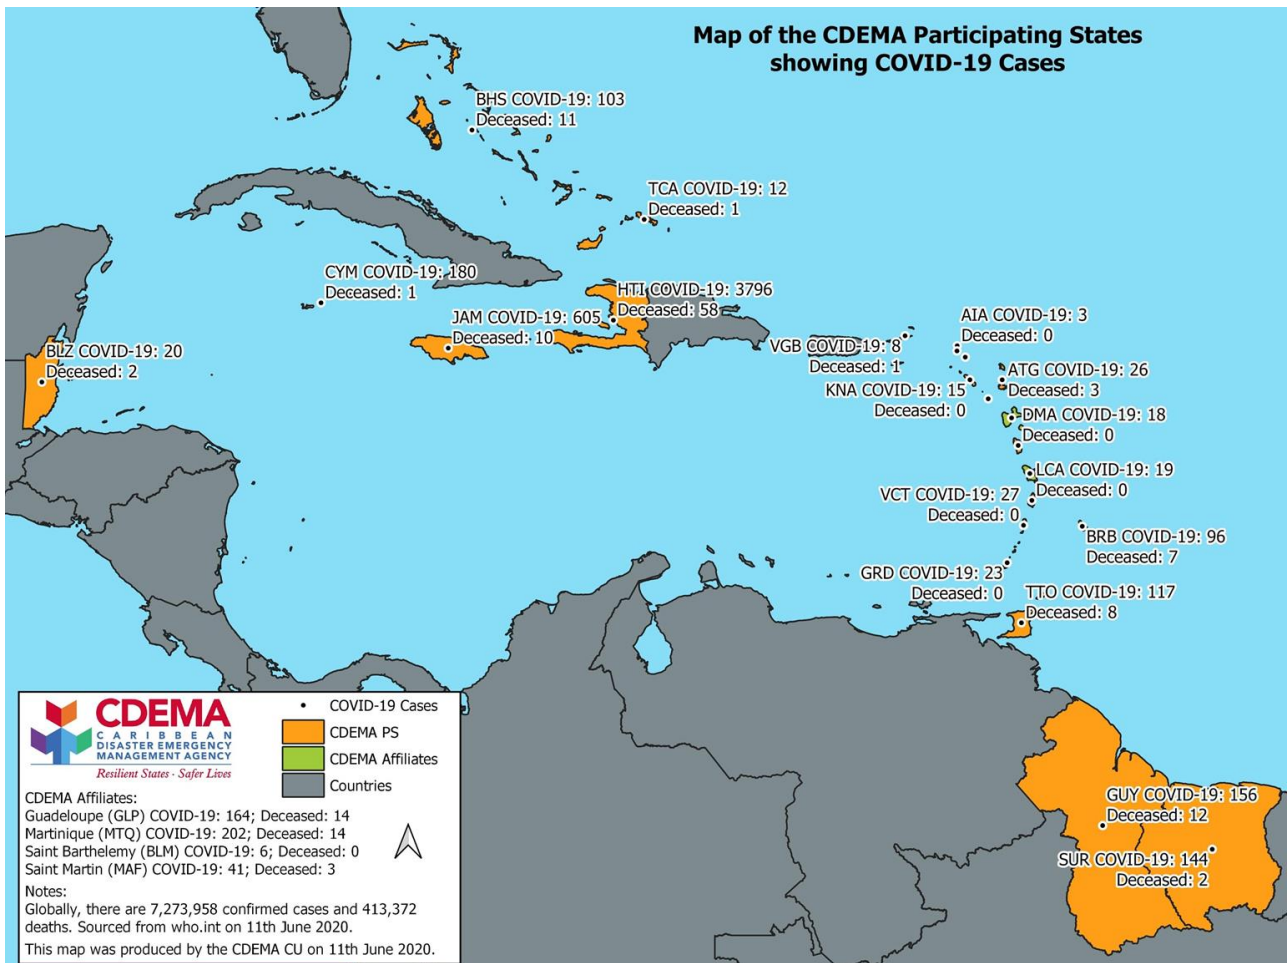 Map of the CDEMA Participating States
showing COVID-19 Cases
BHS COVID-19: 103
Deceased: 11
TCA COVID-19: 12
Deceased: 1
CYM COVID-19: 180
Deceased: 1
HTI COVID-19: 3796
Deceased: 58
JAM COVID-19: 605
Deceased: 10
BLZ COVID-19: 20
Deceased: 2
AIA COVID-19: 3
Deceased: 0
VGB COVID-19: 8
Deceased: 1
ATG COVID-19: 26
Deceased: 3
KNA COVID-19: 15
Deceased: 0
DMA COVID-19: 18
Deceased: 0
LCA COVID-19: 19
Deceased: 0
VCT COVID-19: 27
Deceased: 0
BRB COVID-19: 96
Deceased: 7
GRD COVID-19: 23
Deceased: 0
TTO COVID-19: 117
Deceased: 8
GUY COVID-19: 156
Deceased: 12
SUR COVID-19: 144
Deceased: 2
CDEMA
CARIBBEAN
DISASTER EMERGENCY
MANAGEMENT AGENCY
Resilient States · Safer Lives
COVID-19 Cases
CDEMA PS
CDEMA Affiliates
Countries
CDEMA Affiliates:
Guadeloupe (GLP) COVID-19: 164; Deceased: 14
Martinique (MTQ) COVID-19: 202; Deceased: 14
Saint Barthelemy (BLM) COVID-19: 6; Deceased: 0
Saint Martin (MAF) COVID-19: 41; Deceased: 3
Notes:
Globally, there are 7,273,958 confirmed cases and 413,372
deaths. Sourced from who.int on 11th June 2020.
This map was produced by the CDEMA CU on 11th June 2020.